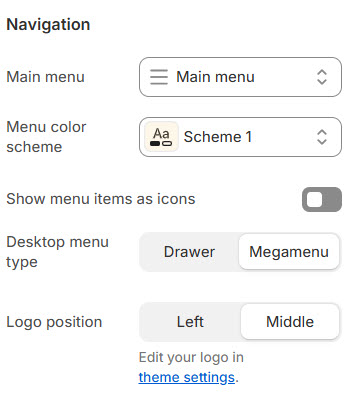 Navigation
Main menu
Main menu
Menu color
scheme
Aa
Scheme 1
Show menu items as icons
Desktop menu
type
Drawer
Megamenu
Logo position
Left
Middle
Edit your logo in
theme settings.